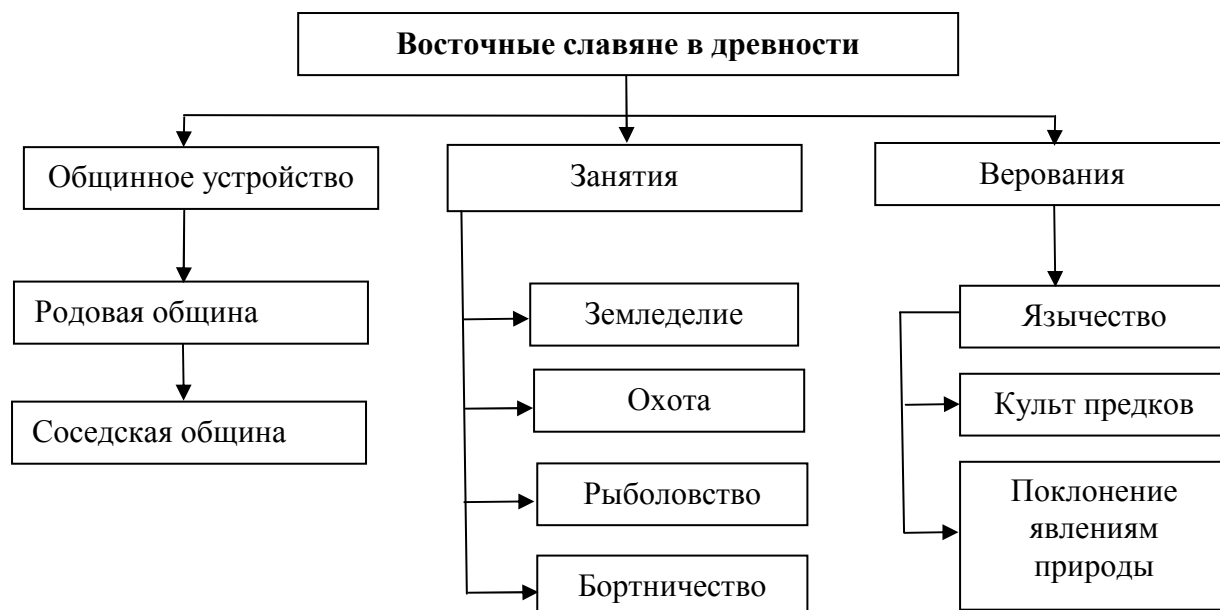 Восточные славяне в древности
Общинное устройство
Занятия
Верования
Родовая община
Земледелие
Язычество
Соседская община
Охота
Культ предков
Рыболовство
Поклонение
явлениям
природы
Бортничество